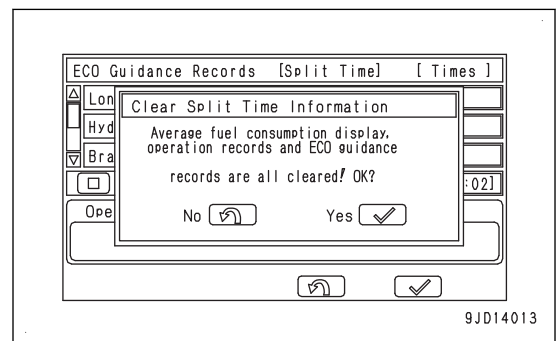 ECO Guidance Records [Split Time] [ Times ]
Lon
Clear Split Time Information
Hyd
Average fuel consumption display,
operation records and ECO guidance
Bra
records are all cleared! OK?
:02]
Ope
No Yes
9JD14013